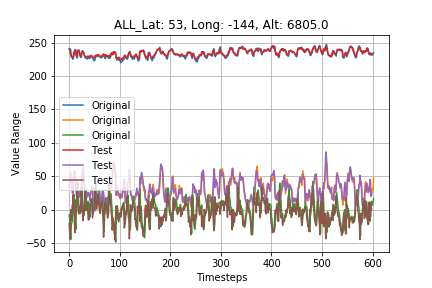 ALL_Lat: 53, Long: -144, Alt: 6805.0
Value Range
250
200
150
100
50
0
−50
Original
Original
Original
Test
Test
Test
0
100
200
300
400
500
600
Timesteps